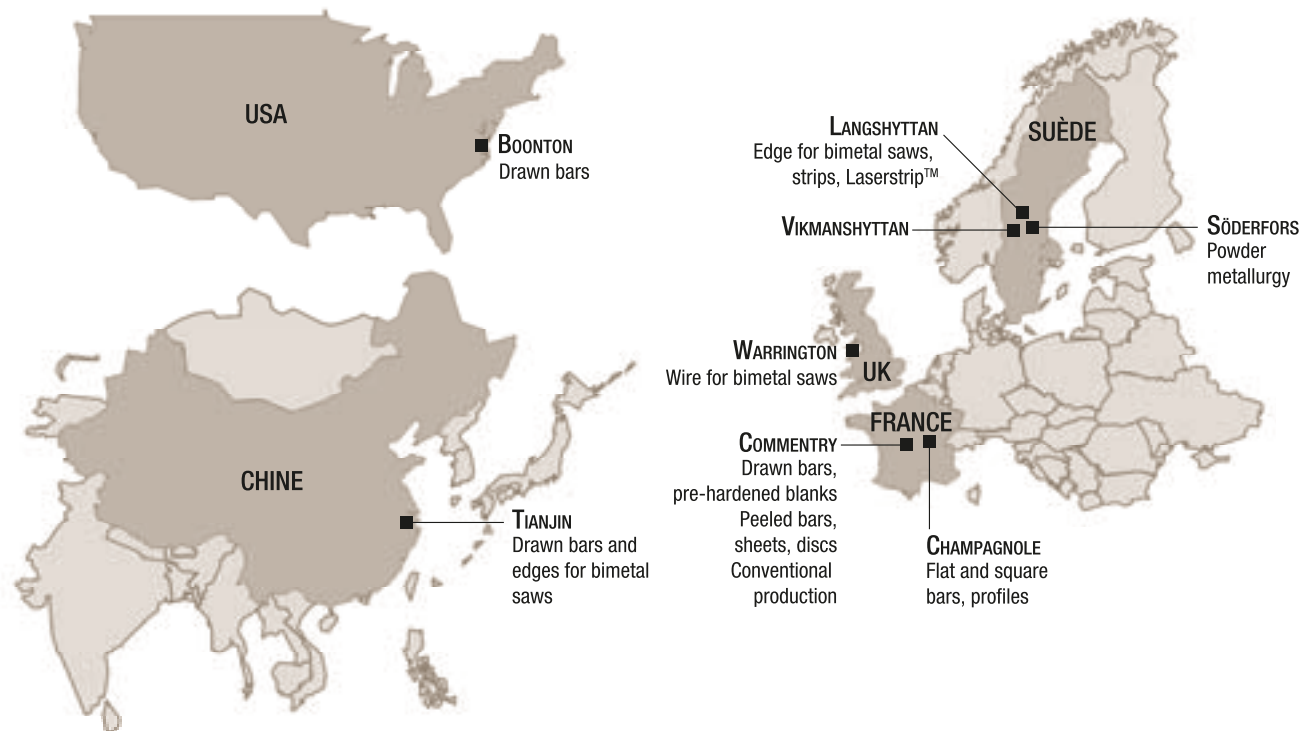 USA
BOONTON
Drawn bars
CHINE
TIANJIN
Drawn bars and
edges for bimetal
saws
LANGSHYTTAN
Edge for bimetal saws,
strips, Laserstrip™
SUÈDE
VIKMANSHYTTAN
SÖDERFORS
Powder
metallurgy
WARRINGTON
Wire for bimetal saws
UK
FRANCE
COMMENTRY
Drawn bars,
pre-hardened blanks
Peeled bars,
sheets, discs
Conventional
production
CHAMPAGNOLE
Flat and square
bars, profiles